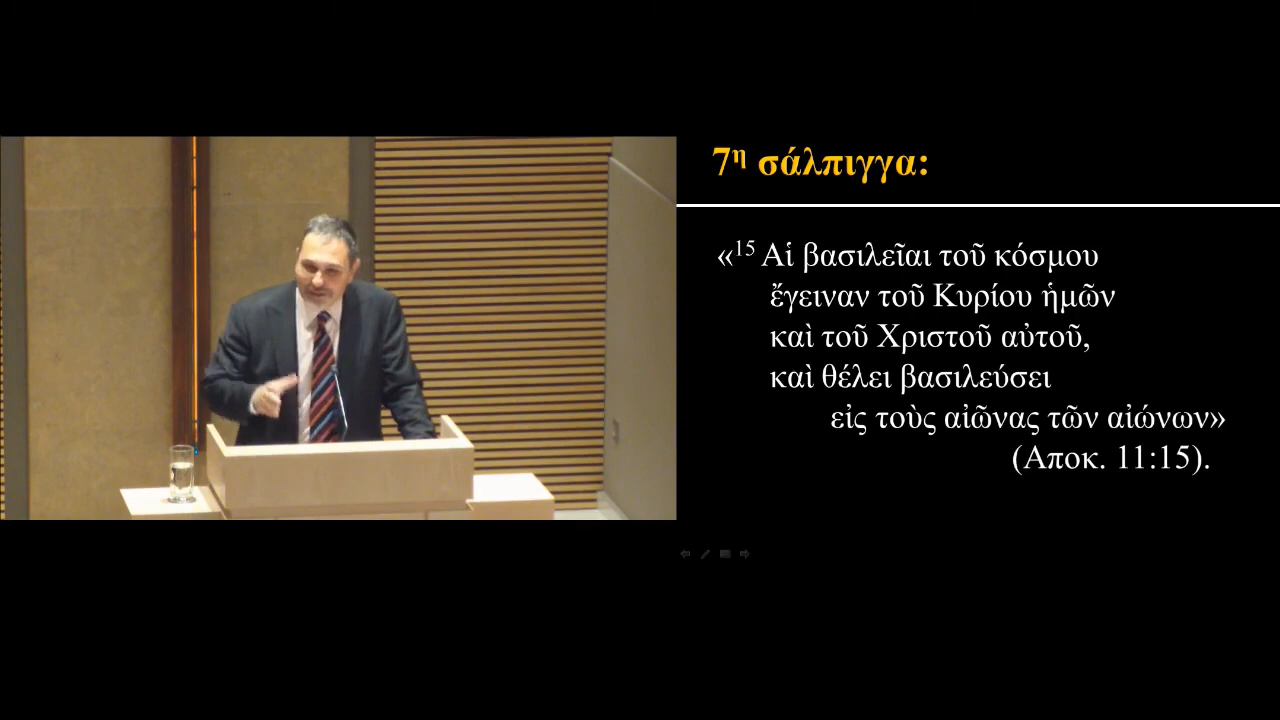 7η σάλπιγγα:
«15 Αἱ βασιλεῖαι τοῦ κόσμου
ἔγειναν τοῦ Κυρίου ἡμῶν
καὶ τοῦ Χριστοῦ αὐτοῦ,
καὶ θέλει βασιλεύσει
εἰς τοὺς αἰῶνας τῶν αἰώνων»
(Αποκ. 11:15).